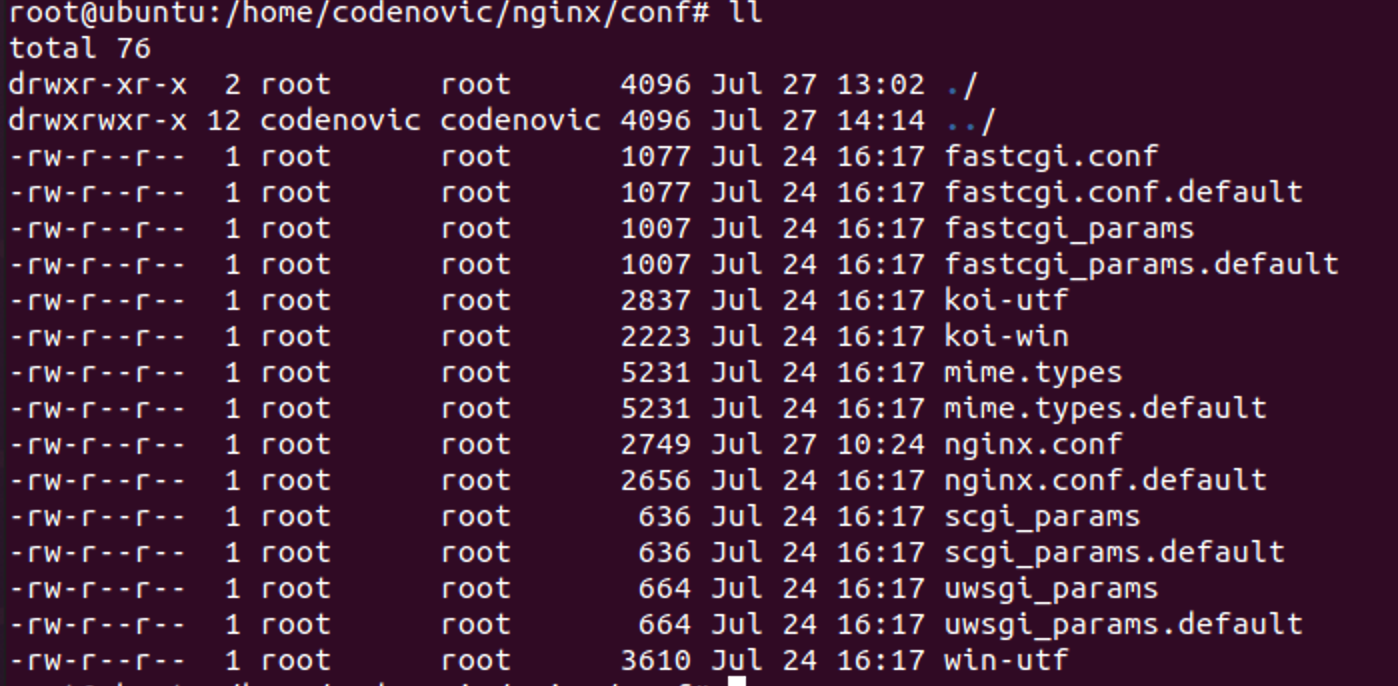 root@ubuntu:/home/codenovic/nginx/conf# ll
total 76
drwxr-xr-x  2 root      root      4096 Jul 27 13:02 ./
drwxrwxr-x 12 codenovic codenovic 4096 Jul 27 14:14 ../
-rw-r--r--  1 root      root      1077 Jul 24 16:17 fastcgi.conf
-rw-r--r--  1 root      root      1077 Jul 24 16:17 fastcgi.conf.default
-rw-r--r--  1 root      root      1007 Jul 24 16:17 fastcgi_params
-rw-r--r--  1 root      root      1007 Jul 24 16:17 fastcgi_params.default
-rw-r--r--  1 root      root      2837 Jul 24 16:17 koi-utf
-rw-r--r--  1 root      root      2223 Jul 24 16:17 koi-win
-rw-r--r--  1 root      root      5231 Jul 24 16:17 mime.types
-rw-r--r--  1 root      root      5231 Jul 24 16:17 mime.types.default
-rw-r--r--  1 root      root      2749 Jul 27 10:24 nginx.conf
-rw-r--r--  1 root      root      2656 Jul 24 16:17 nginx.conf.default
-rw-r--r--  1 root      root       636 Jul 24 16:17 scgi_params
-rw-r--r--  1 root      root       636 Jul 24 16:17 scgi_params.default
-rw-r--r--  1 root      root       664 Jul 24 16:17 uwsgi_params
-rw-r--r--  1 root      root       664 Jul 24 16:17 uwsgi_params.default
-rw-r--r--  1 root      root      3610 Jul 24 16:17 win-utf